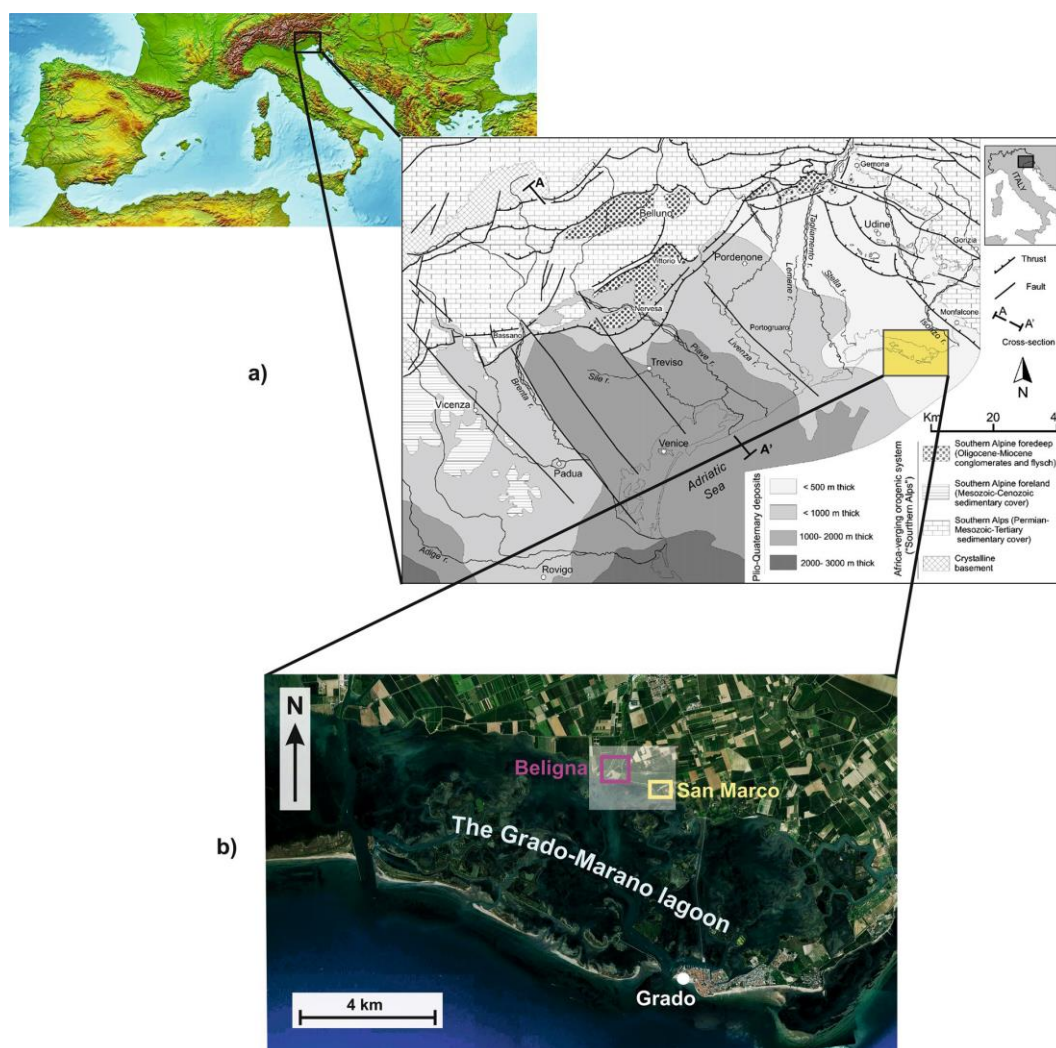 a)
A
Gemona
Belluno
Udine
Tagliamento r.
Vittorio V.
Pordenone
Gorizia
Lemene r.
Stella r.
Nervesa
Monfalcone
Bassano
Portogruaro
Isonzo r.
Piave r.
Livenza r.
Treviso
Sile r.
Brenta r.
Vicenza
Venice
A'
Padua
Adriatic
Sea
Adige r.
Rovigo
ITALY
Thrust
Fault
A
A'
Cross-section
N
Km 20 4
Plio-Quaternary deposits
< 500 m thick
< 1000 m thick
1000- 2000 m thick
2000- 3000 m thick
Africa-verging orogenic system
("Sourthern Alps")
Southern Alpine foredeep
(Oligocene-Miocene
conglomerates and flysch)
Southern Alpine foreland
(Mesozoic-Cenozoic
sedimentary cover)
Southern Alps (Permian-
Mesozoic-Tertiary
sedimentary cover)
Crystalline
basement
b)
N
Beligna
San Marco
The Grado-Marano lagoon
Grado
4 km